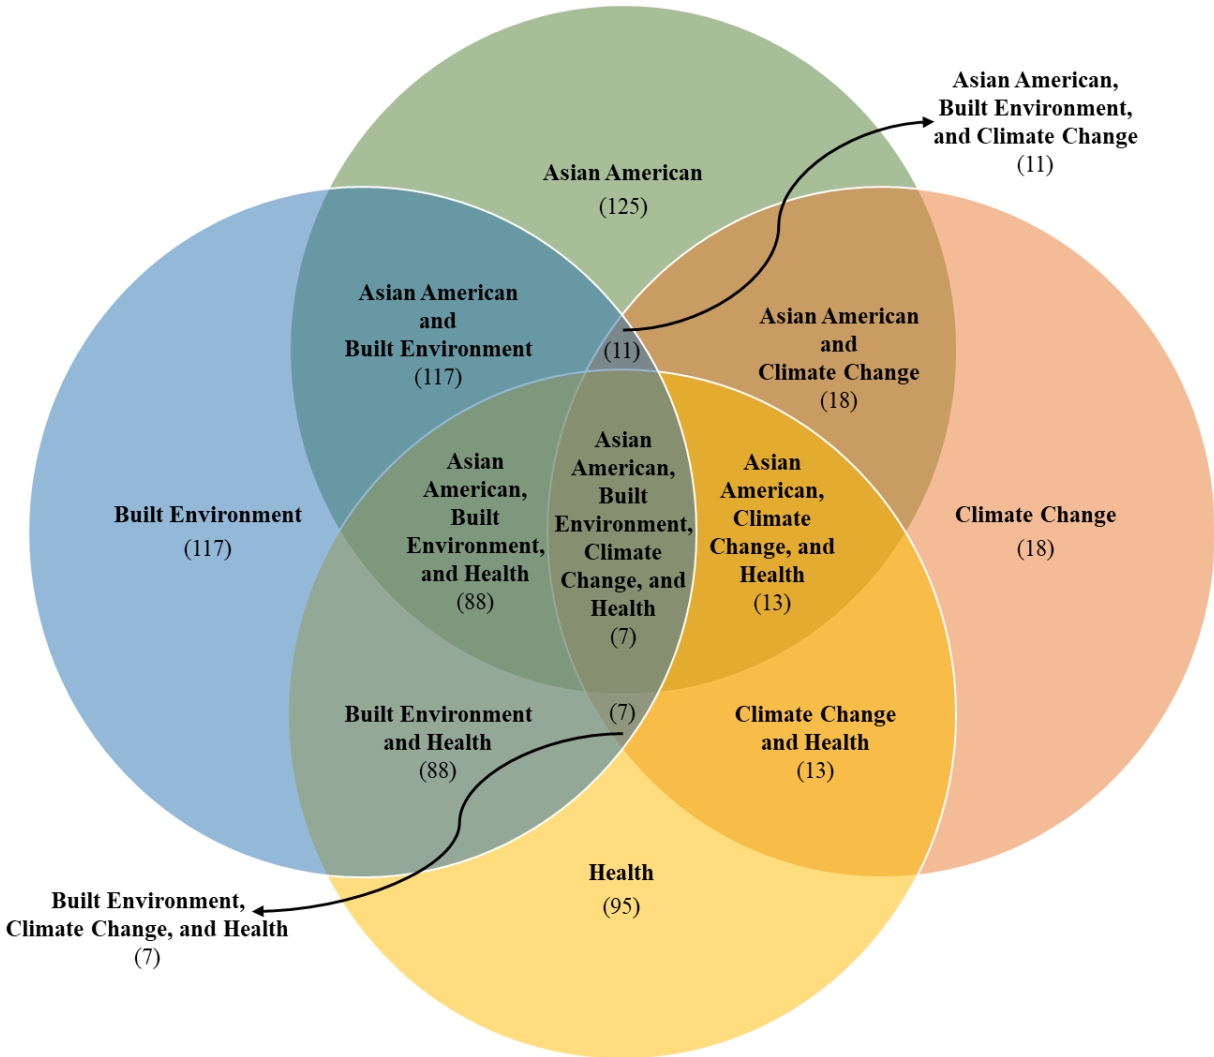 Asian American,
Built Environment,
and Climate Change
(11)
Asian American
(125)
Asian American
and
Built Environment
(117)
(11)
Asian American
and
Climate Change
(18)
Built Environment
(117)
Asian
American,
Built
Environment,
and Health
(88)
Asian
American,
Built
Environment,
Climate
Change, and
Health
(7)
Asian
American,
Climate
Change, and
Health
(13)
Climate Change
(18)
Built Environment
and Health
(88)
(7)
Climate Change
and Health
(13)
Health
(95)
Built Environment,
Climate Change, and Health
(7)